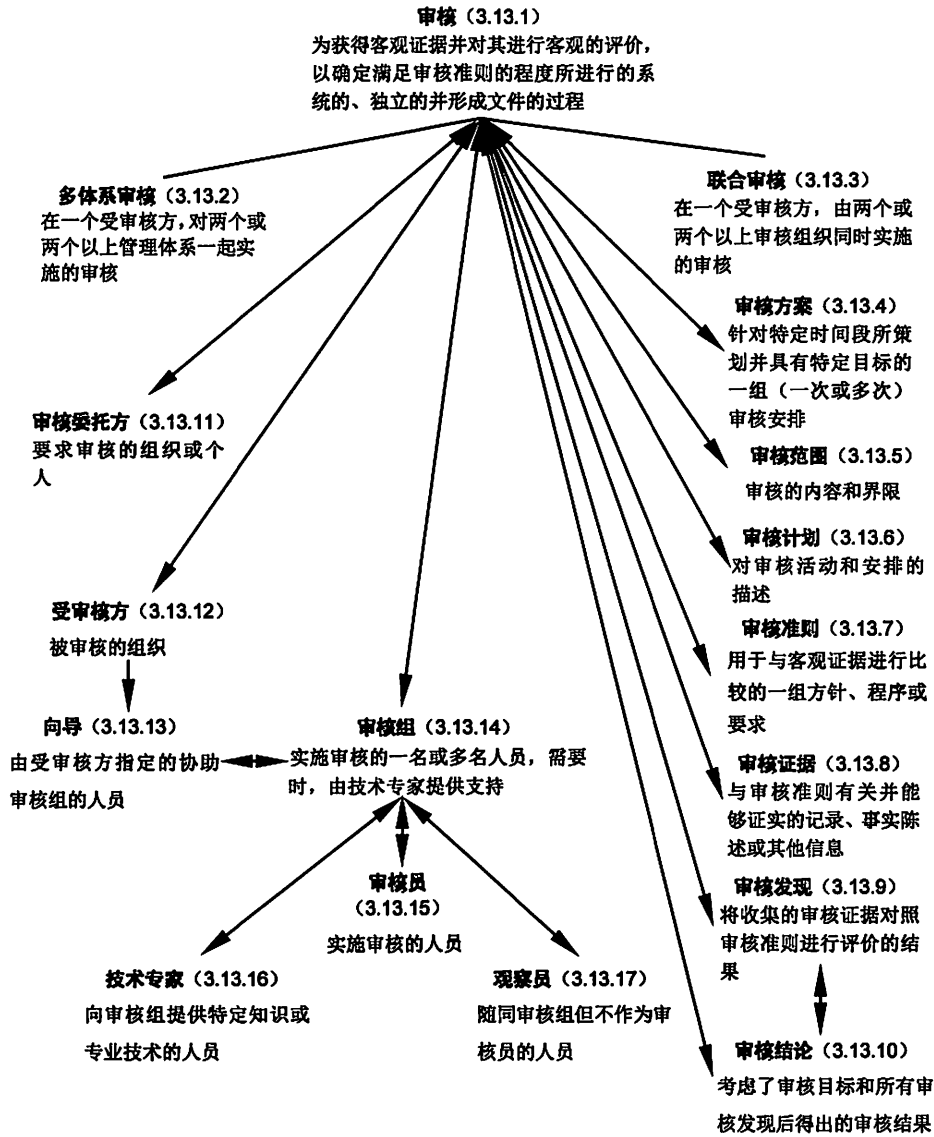 审核（3.13.1）
为获得客观证据并对其进行客观的评价，
以确定满足审核准则的程度所进行的系
统的、独立的并形成文件的过程
多体系审核（3.13.2）
在一个受审核方，对两个或
两个以上管理体系一起实
施的审核
联合审核（3.13.3）
在一个受审核方，由两个或
两个以上审核组织同时实施
的审核
审核方案（3.13.4）
针对特定时间段所策
划并具有特定目标的
一组（一次或多次）
审核安排
审核委托方（3.13.11）
要求审核的组织或个
人
审核范围（3.13.5）
审核的内容和界限
审核计划（3.13.6）
对审核活动和安排的
描述
受审核方（3.13.12）
被审核的组织
审核准则（3.13.7）
用于与客观证据进行比
较的一组方针、程序或
要求
向导（3.13.13）
由受审核方指定的协助
审核组的人员
审核组（3.13.14）
实施审核的一名或多名人员，需要
时，由技术专家提供支持
审核证据（3.13.8）
与审核准则有关并能
够证实的记录、事实陈
述或其他信息
审核员
（3.13.15）
实施审核的人员
审核发现（3.13.9）
将收集的审核证据对照
审核准则进行评价的结
果
技术专家（3.13.16）
向审核组提供特定知识或
专业技术的人员
观察员（3.13.17）
随同审核组但不作为审
核员的人员
审核结论（3.13.10）
考虑了审核目标和所有审
核发现后得出的审核结果